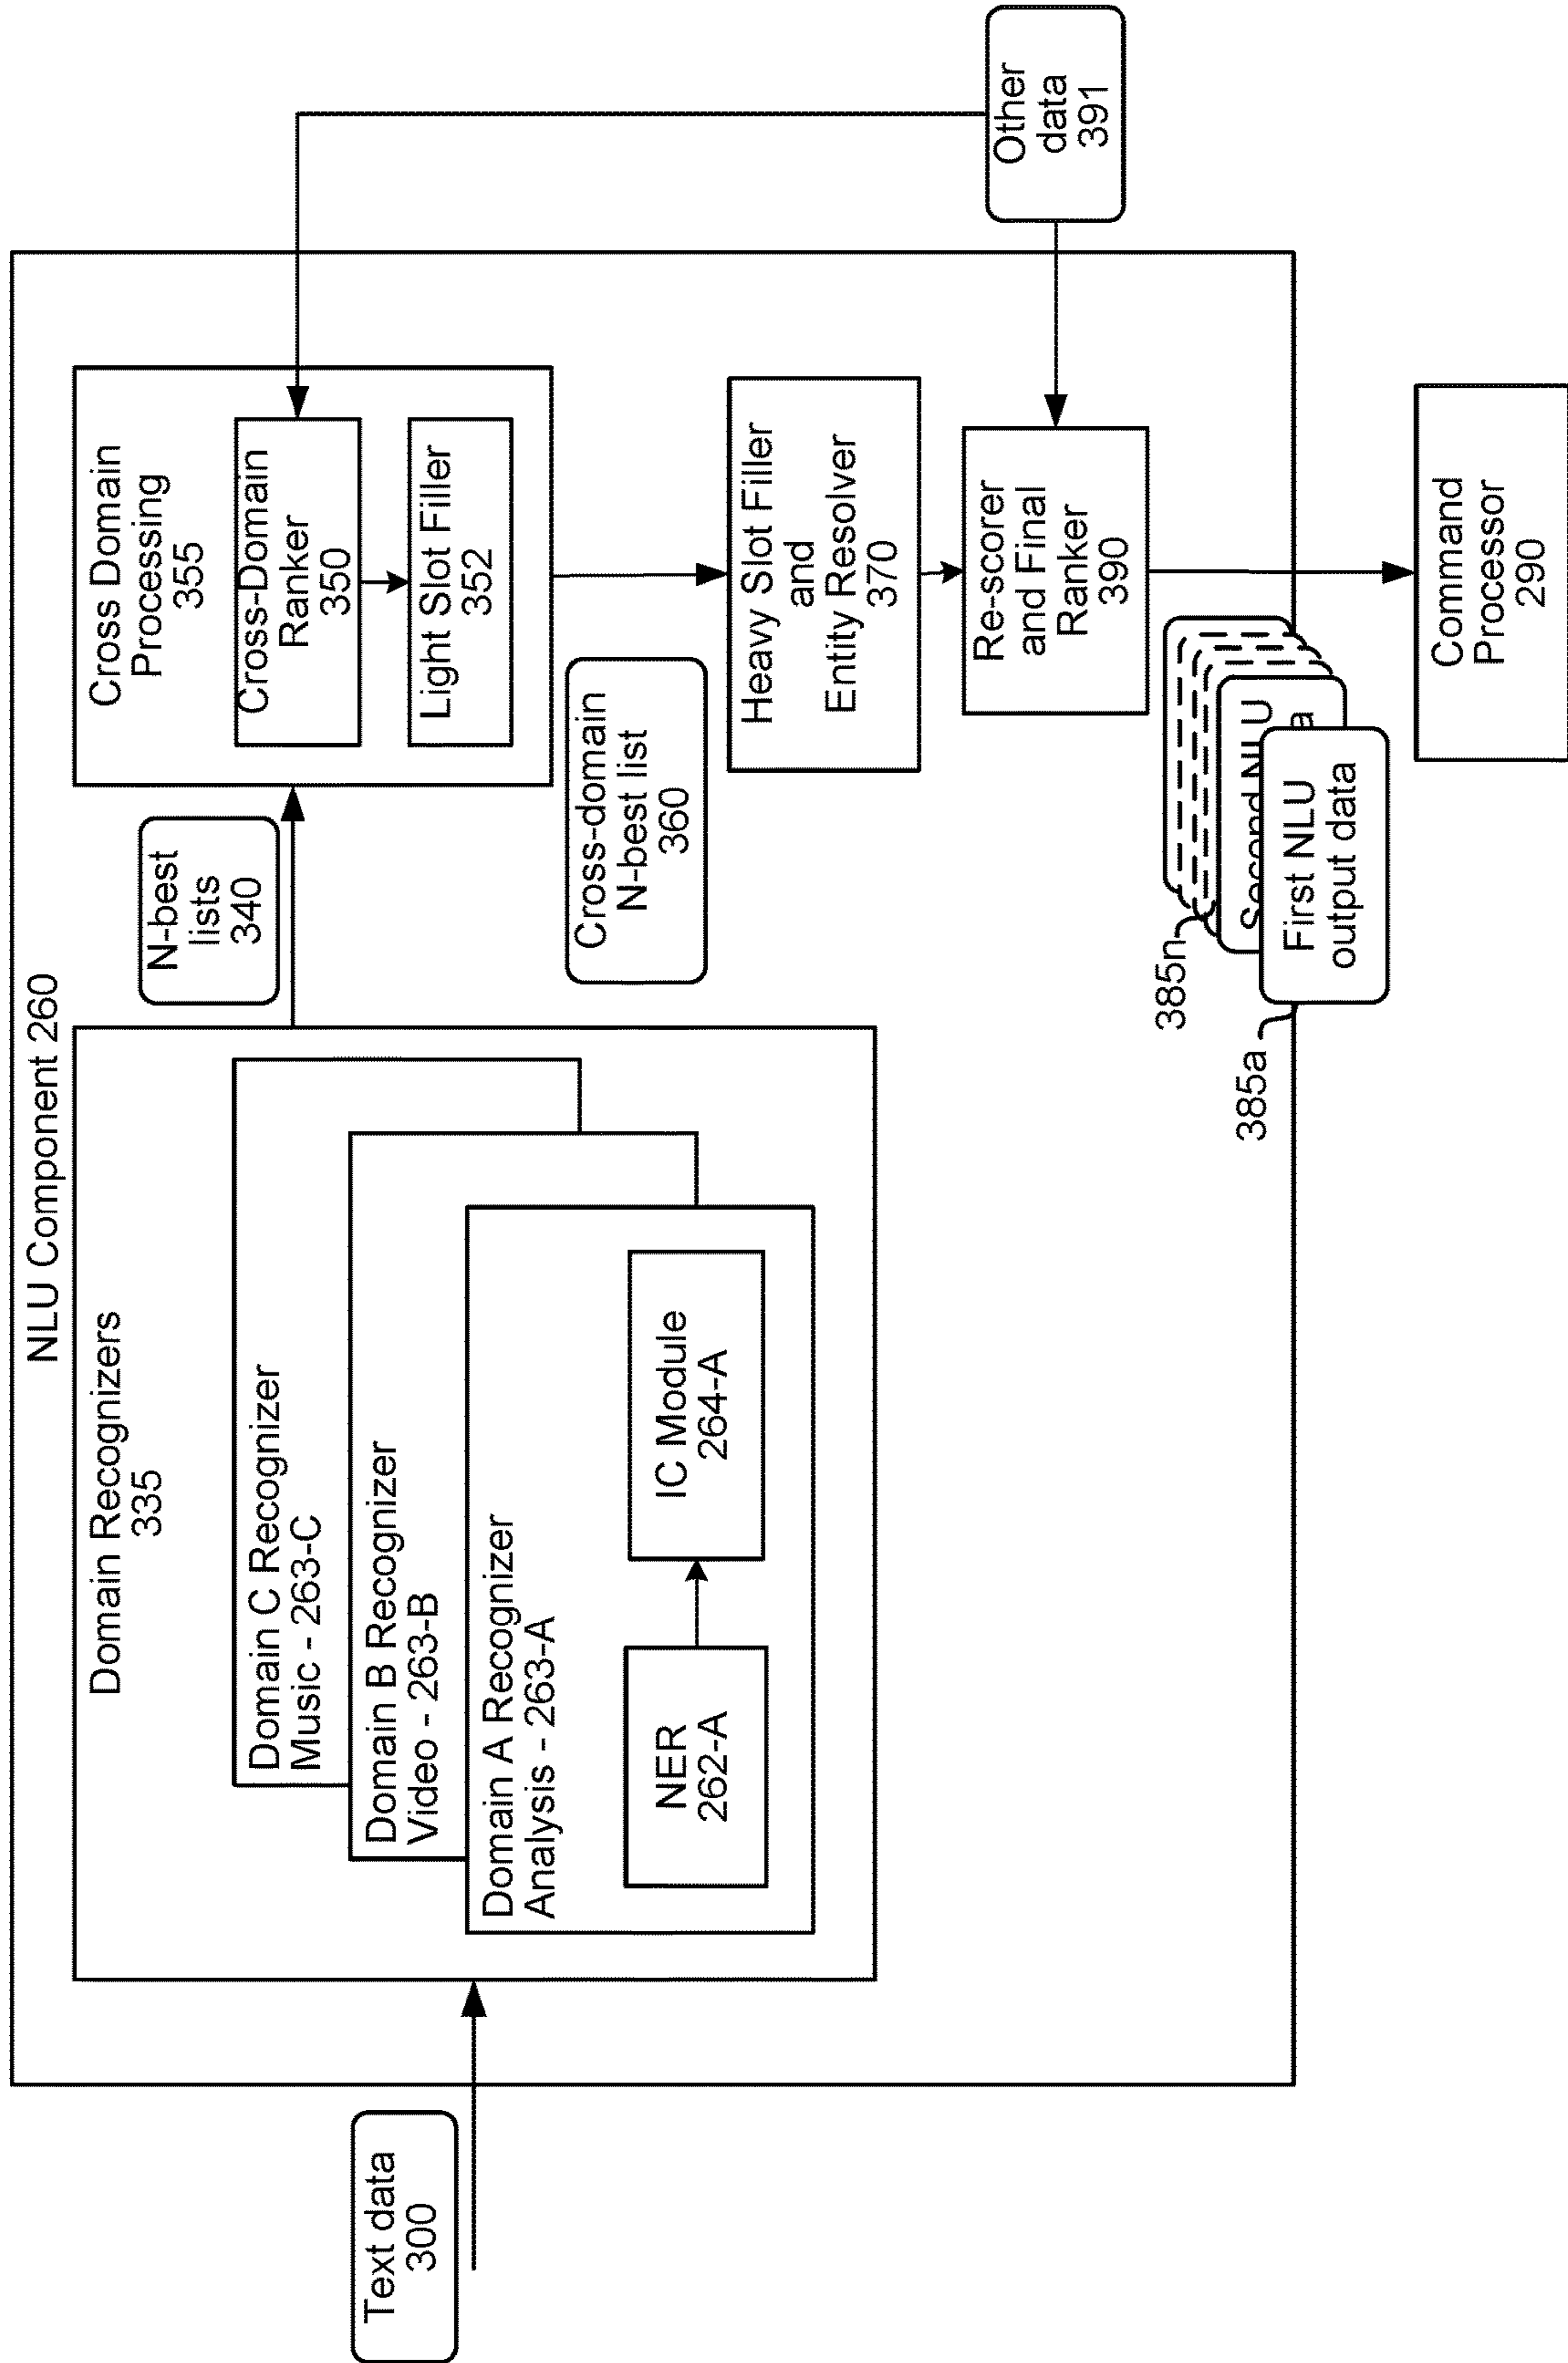 NLU Component 260
Text data
300
Domain Recognizers
335
Domain C Recognizer
Music - 263-C
Domain B Recognizer
Video - 263-B
Domain A Recognizer
Analysis - 263-A
NER
262-A
IC Module
264-A
N-best
lists
340
Cross Domain
Processing
355
Cross-Domain
Ranker
350
Light Slot Filler
352
Cross-domain
N-best list
360
Heavy Slot Filler
and
Entity Resolver
370
Re-scorer
and Final
Ranker
390
Other
data
391
385n
Second NLU
385a
First NLU
output data
Command
Processor
290